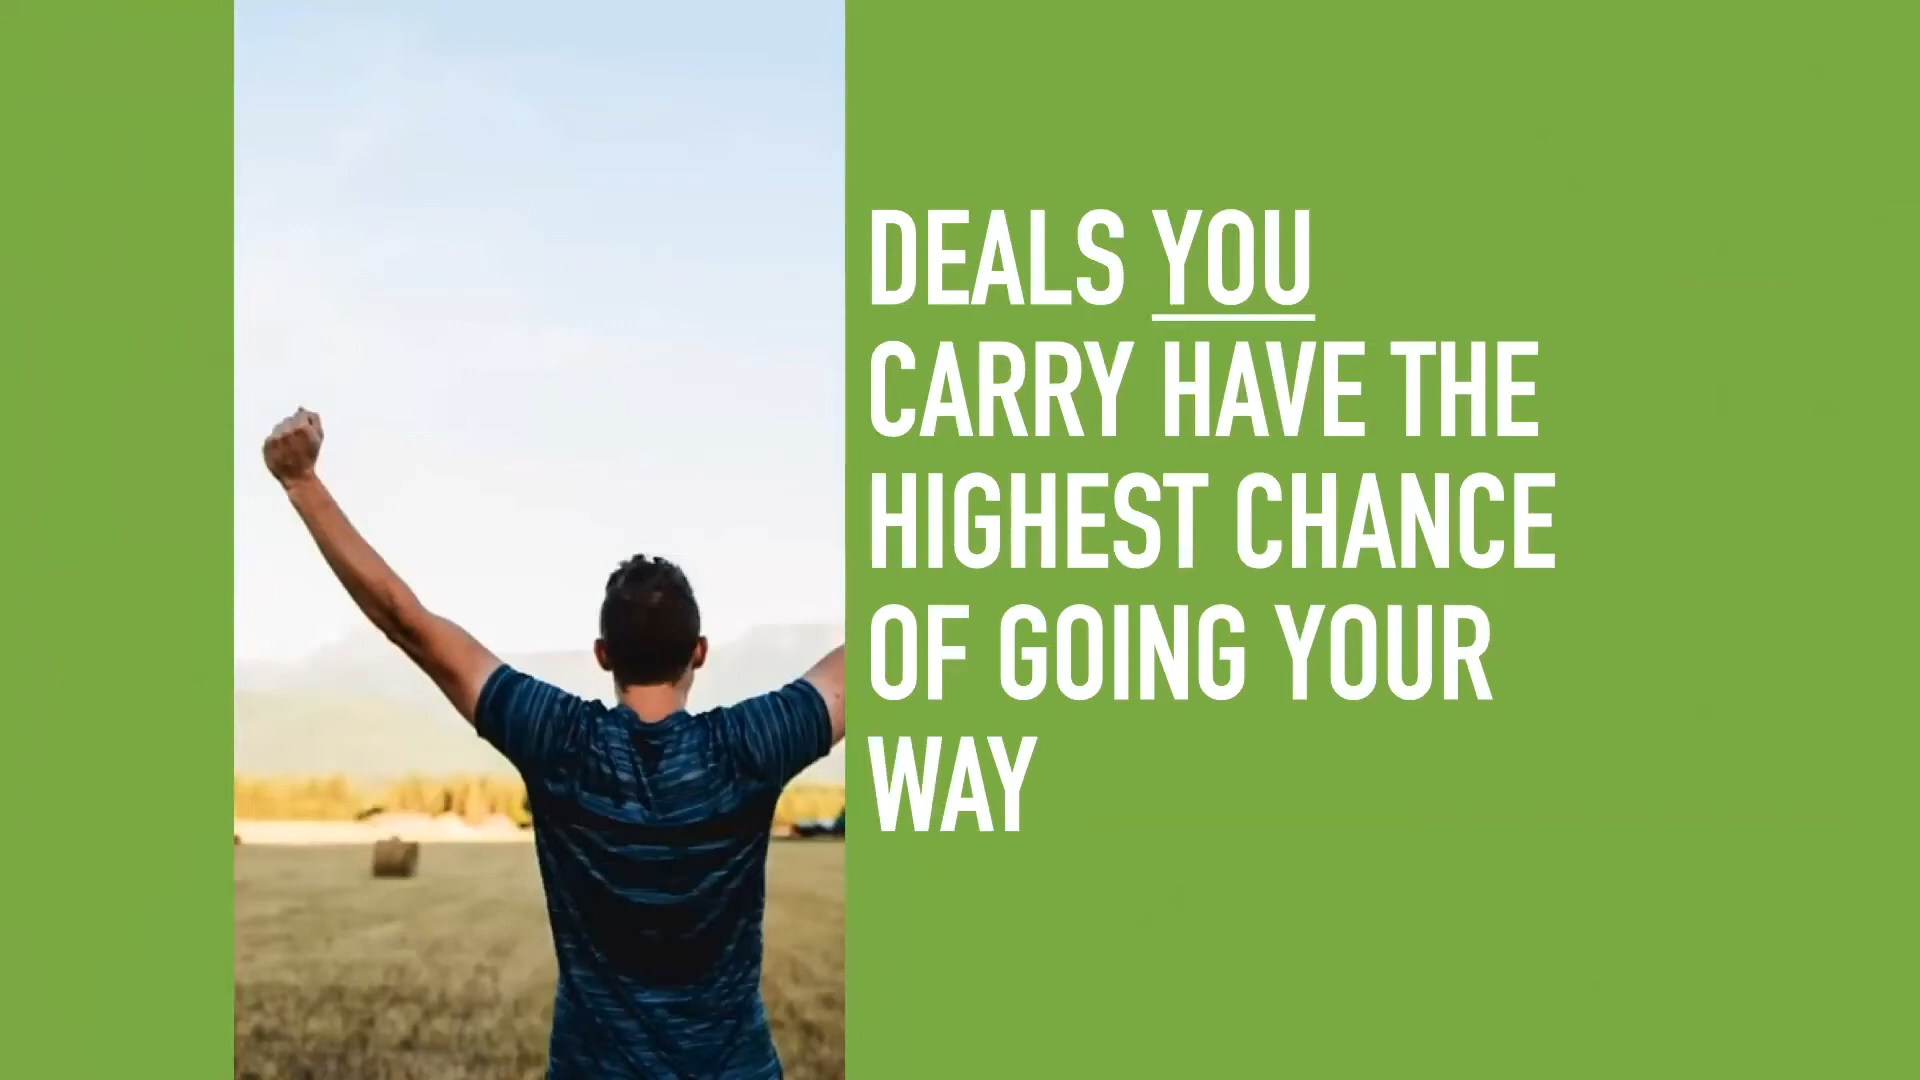 DEALS YOU
CARRY HAVE THE
HIGHEST CHANCE
OF GOING YOUR
WAY